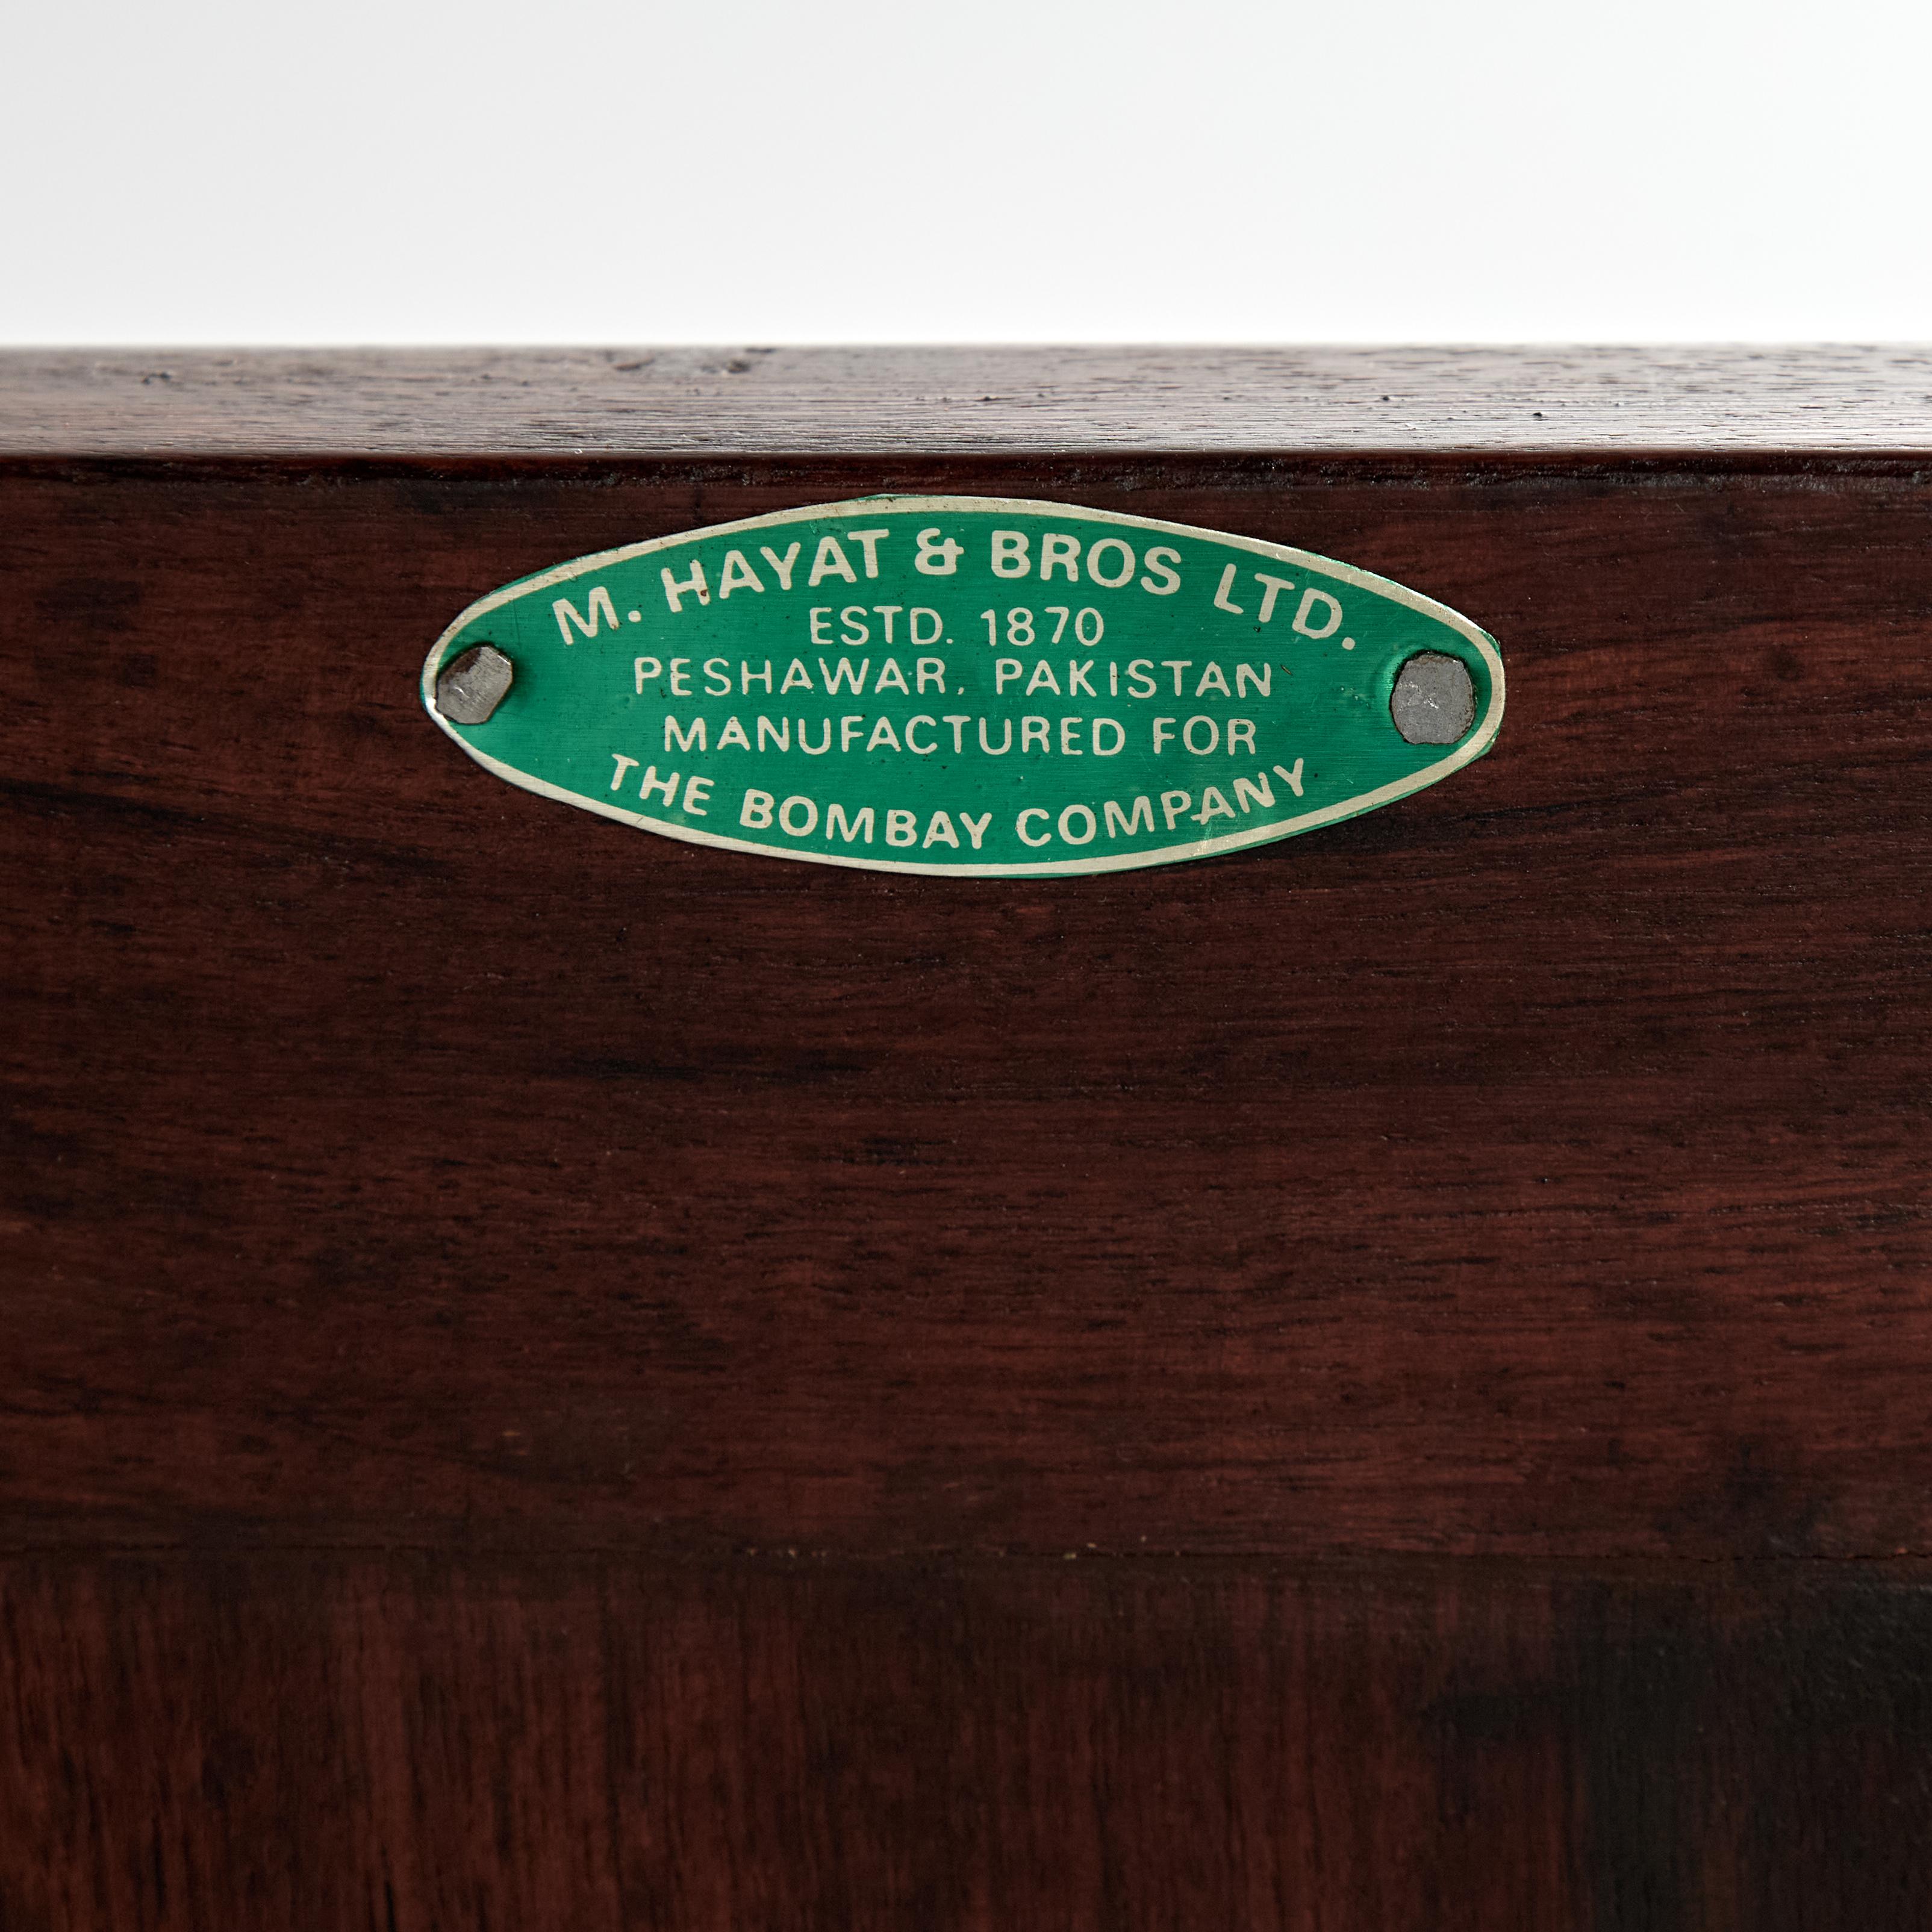 M. HAYAT & BROS LTD.
ESTD. 1870
PESHAWAR, PAKISTAN
MANUFACTURED FOR
THE BOMBAY COMPANY